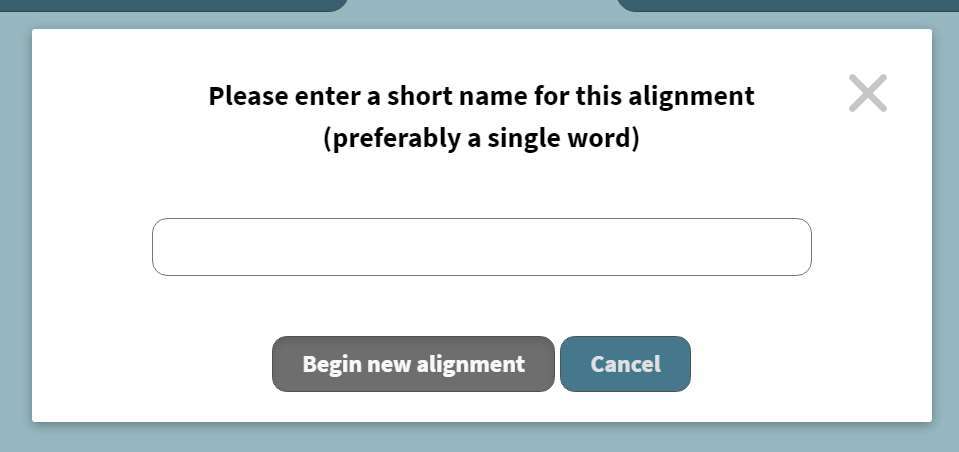 Please enter a short name for this alignment
(preferably a single word)
Begin new alignment
Cancel